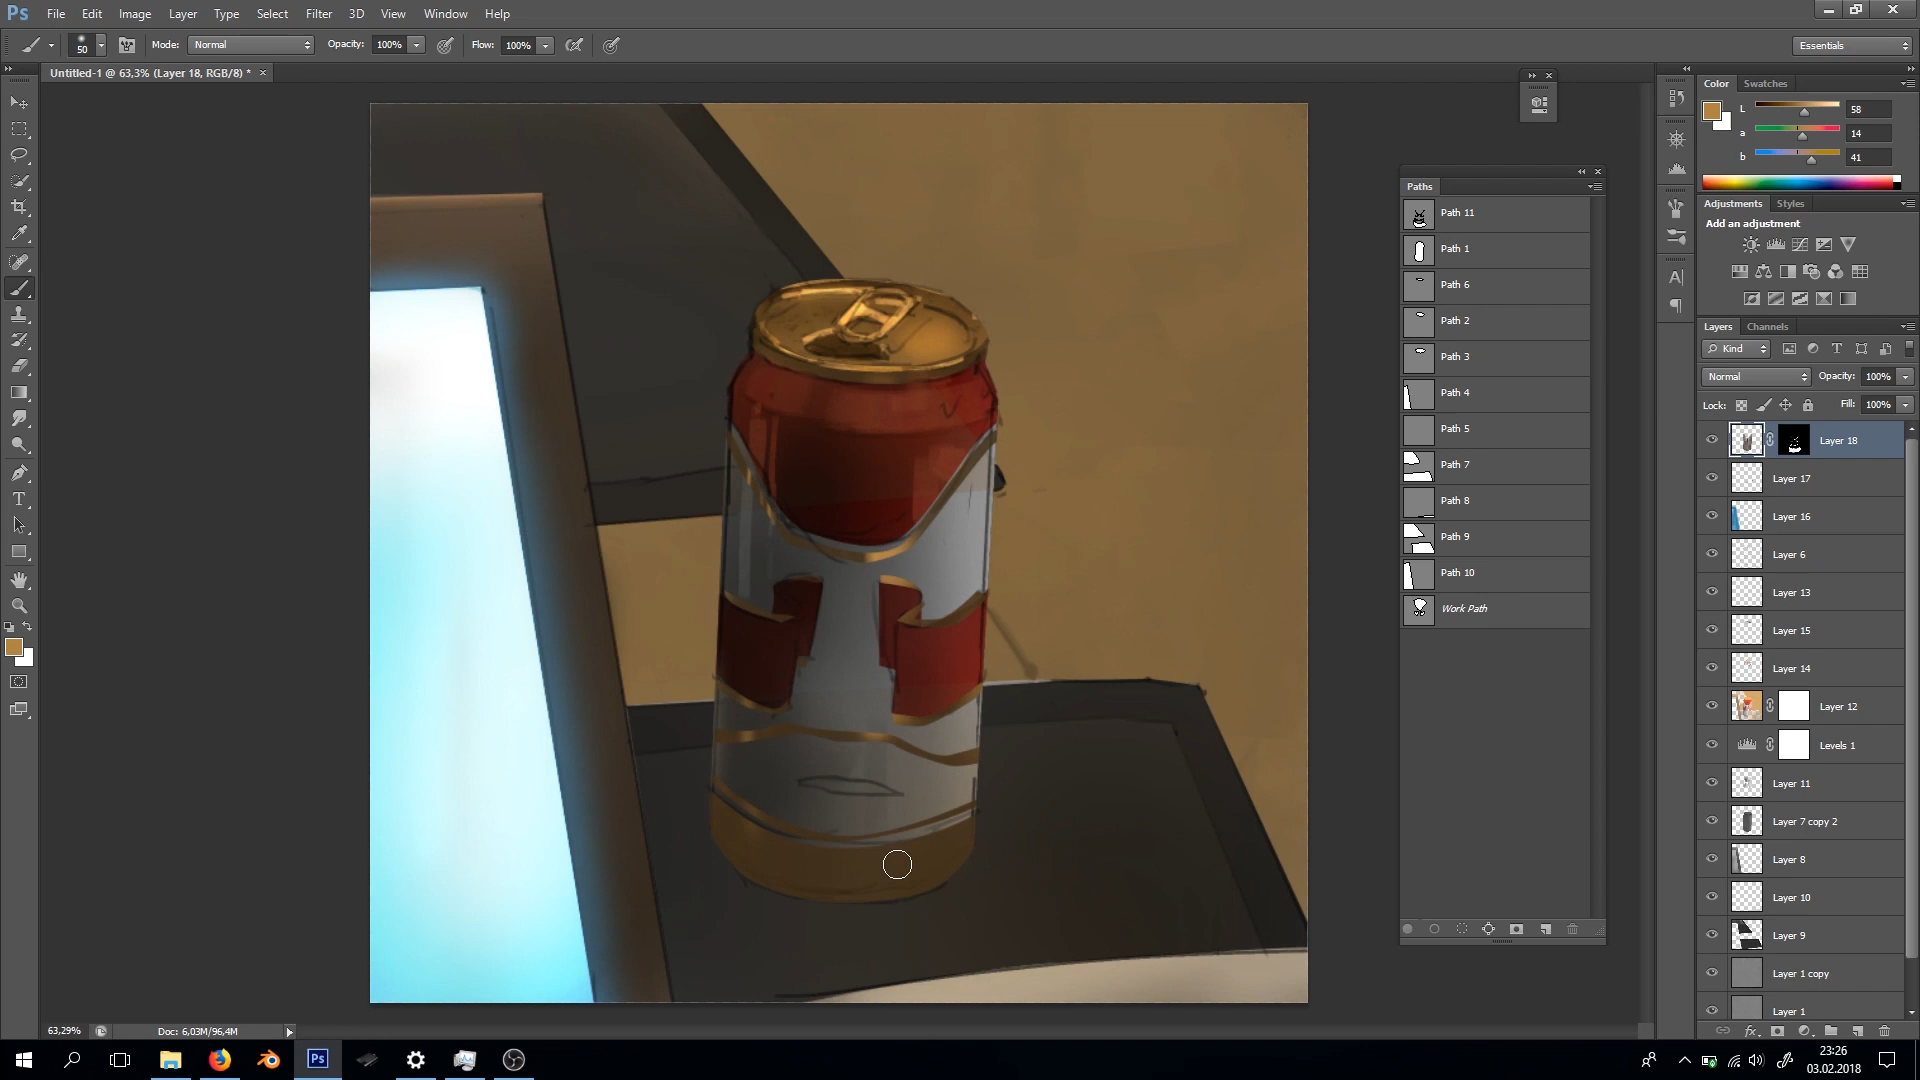 Ps File Edit Image Layer Type Select Filter 3D View Window Help
50 Mode: Normal Opacity: 100% Flow: 100% Essentials
Untitled-1 @ 63,3% (Layer 18, RGB/8) *
Color Swatches
L 58
a 14
b 41
Adjustments Styles
Add an adjustment
Layers Channels
Kind
Normal Opacity: 100%
Lock: Fill: 100%
Layer 18
Layer 17
Layer 16
Layer 6
Layer 13
Layer 15
Layer 14
Layer 12
Levels 1
Layer 11
Layer 7 copy 2
Layer 8
Layer 10
Layer 9
Layer 1 copy
Layer 1
Paths
Path 11
Path 1
Path 6
Path 2
Path 3
Path 4
Path 5
Path 7
Path 8
Path 9
Path 10
Work Path
63,29% Doc: 6,03M/96,4M
Ps
23:26
03.02.2018